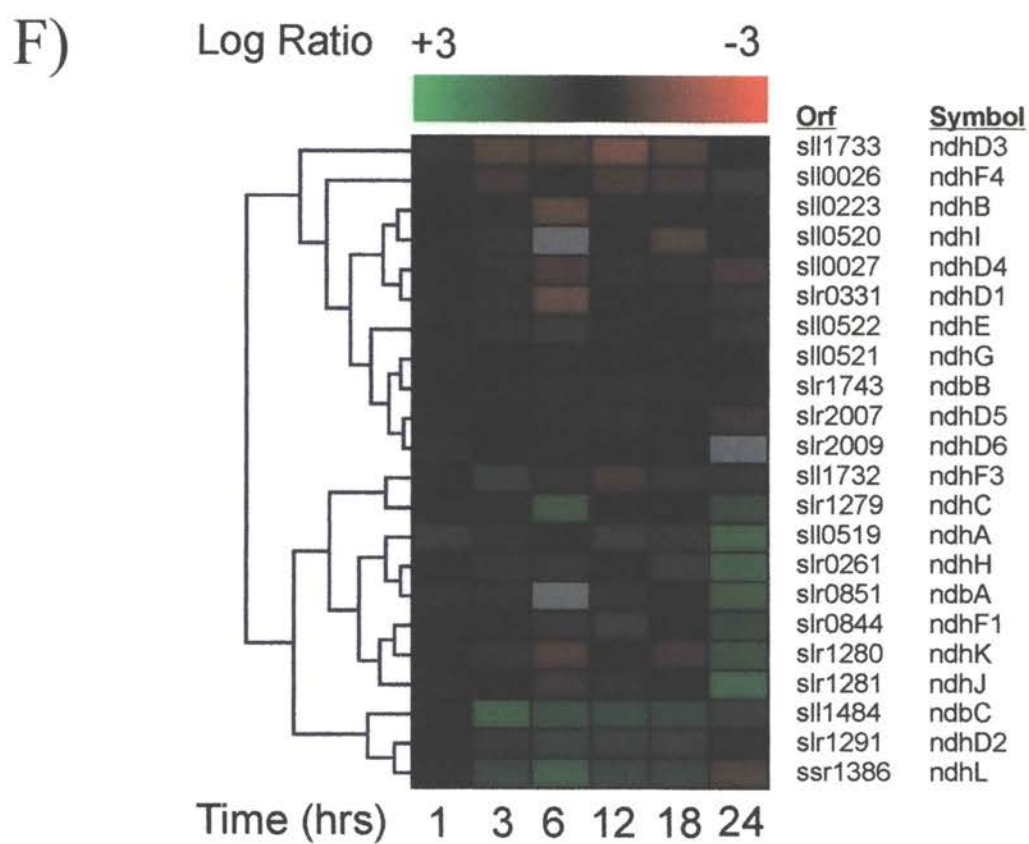 F)
Log Ratio +3 -3
Orf Symbol
sll1733 ndhD3
sll0026 ndhF4
sll0223 ndhB
sll0520 ndhI
sll0027 ndhD4
slr0331 ndhD1
sll0522 ndhE
sll0521 ndhG
slr1743 ndbB
slr2007 ndhD5
slr2009 ndhD6
sll1732 ndhF3
slr1279 ndhC
sll0519 ndhA
slr0261 ndhH
slr0851 ndbA
slr0844 ndhF1
slr1280 ndhK
slr1281 ndhJ
sll1484 ndbC
slr1291 ndhD2
ssr1386 ndhL
Time (hrs) 1 3 6 12 18 24